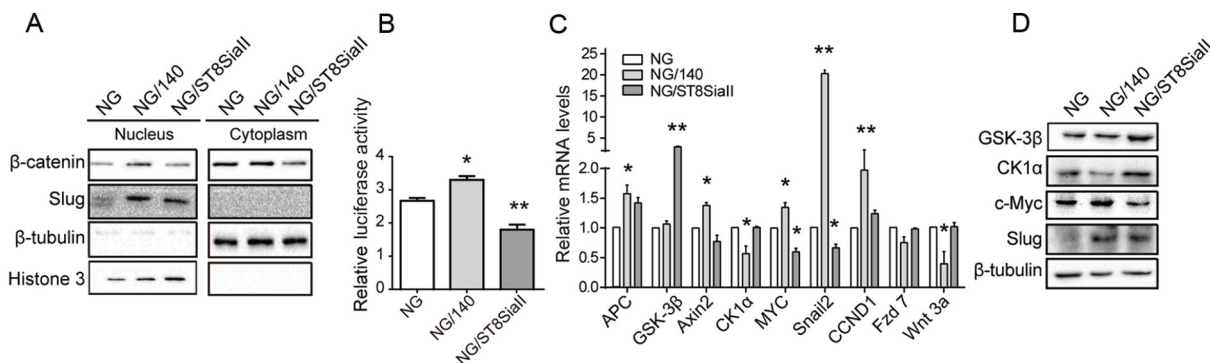 A
NG
NG/140
NG/ST8SiaII
NG
NG/140
NG/ST8SiaII
Nucleus
Cytoplasm
β-catenin
Slug
β-tubulin
Histone 3
B
Relative luciferase activity
4
3
2
1
0
**
*
NG
NG/140
NG/ST8SiaII
C
Relative mRNA levels
25
20
15
10
5
2.0
1.5
1.0
0.5
0.0
NG
NG/140
NG/ST8SiaII
*
**
*
*
*
*
**
*
**
*
APC
GSK-3β
Axin2
CK1α
MYC
Snail2
CCND1
Fzd 7
Wnt 3a
D
NG
NG/140
NG/ST8SiaII
GSK-3β
CK1α
c-Myc
Slug
β-tubulin